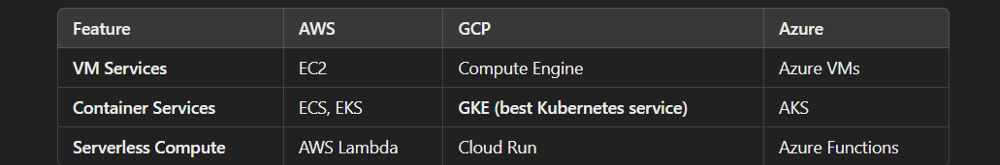 Feature AWS GCP Azure
VM Services EC2 Compute Engine Azure VMs
Container Services ECS, EKS GKE (best Kubernetes service) AKS
Serverless Compute AWS Lambda Cloud Run Azure Functions